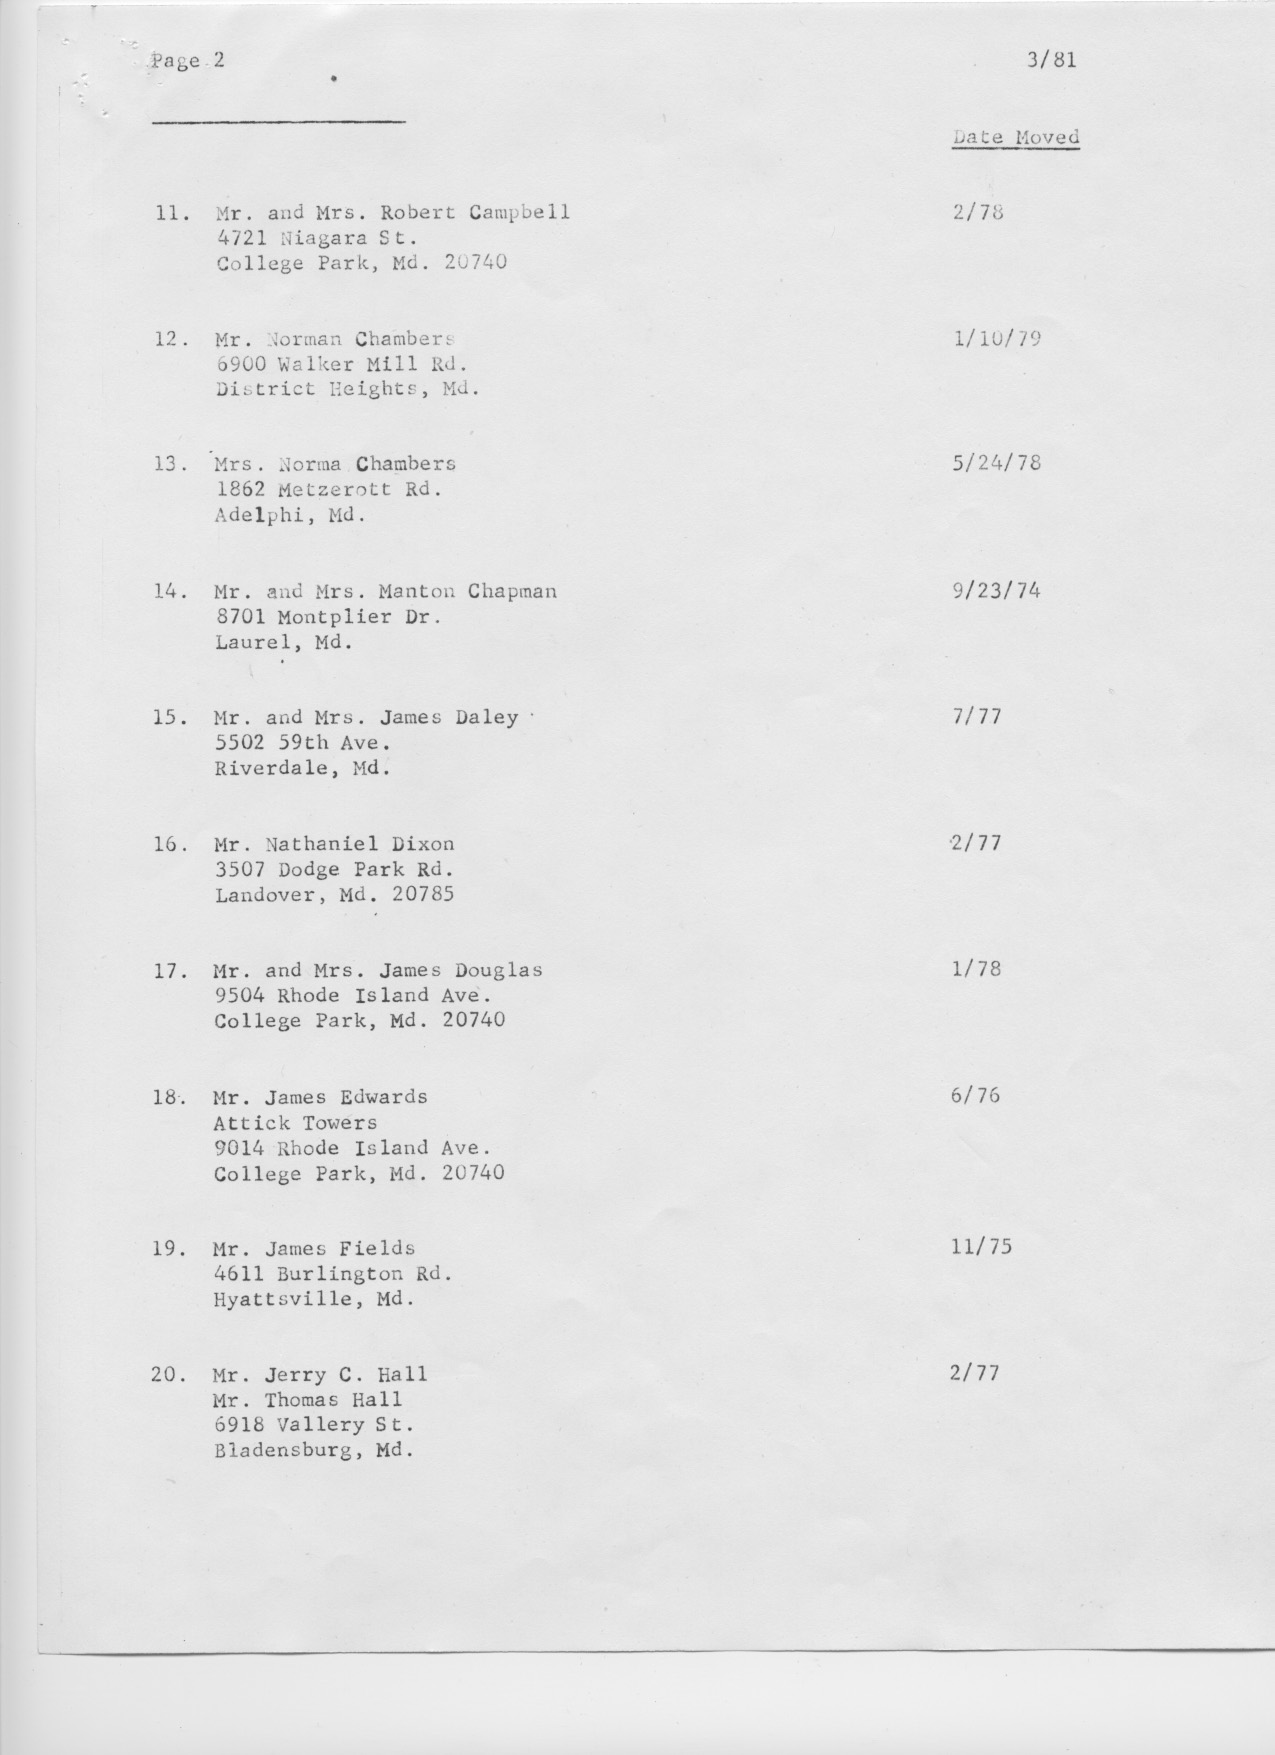 Page 2 3/81
Date Moved
11. Mr. and Mrs. Robert Campbell 2/78
4721 Niagara St.
College Park, Md. 20740
12. Mr. Norman Chambers 1/10/79
6900 Walker Mill Rd.
District Heights, Md.
13. Mrs. Norma Chambers 5/24/78
1862 Metzerott Rd.
Adelphi, Md.
14. Mr. and Mrs. Manton Chapman 9/23/74
8701 Montplier Dr.
Laurel, Md.
15. Mr. and Mrs. James Daley 7/77
5502 59th Ave.
Riverdale, Md.
16. Mr. Nathaniel Dixon 2/77
3507 Dodge Park Rd.
Landover, Md. 20785
17. Mr. and Mrs. James Douglas 1/78
9504 Rhode Island Ave.
College Park, Md. 20740
18. Mr. James Edwards 6/76
Attick Towers
9014 Rhode Island Ave.
College Park, Md. 20740
19. Mr. James Fields 11/75
4611 Burlington Rd.
Hyattsville, Md.
20. Mr. Jerry C. Hall 2/77
Mr. Thomas Hall
6918 Vallery St.
Bladensburg, Md.